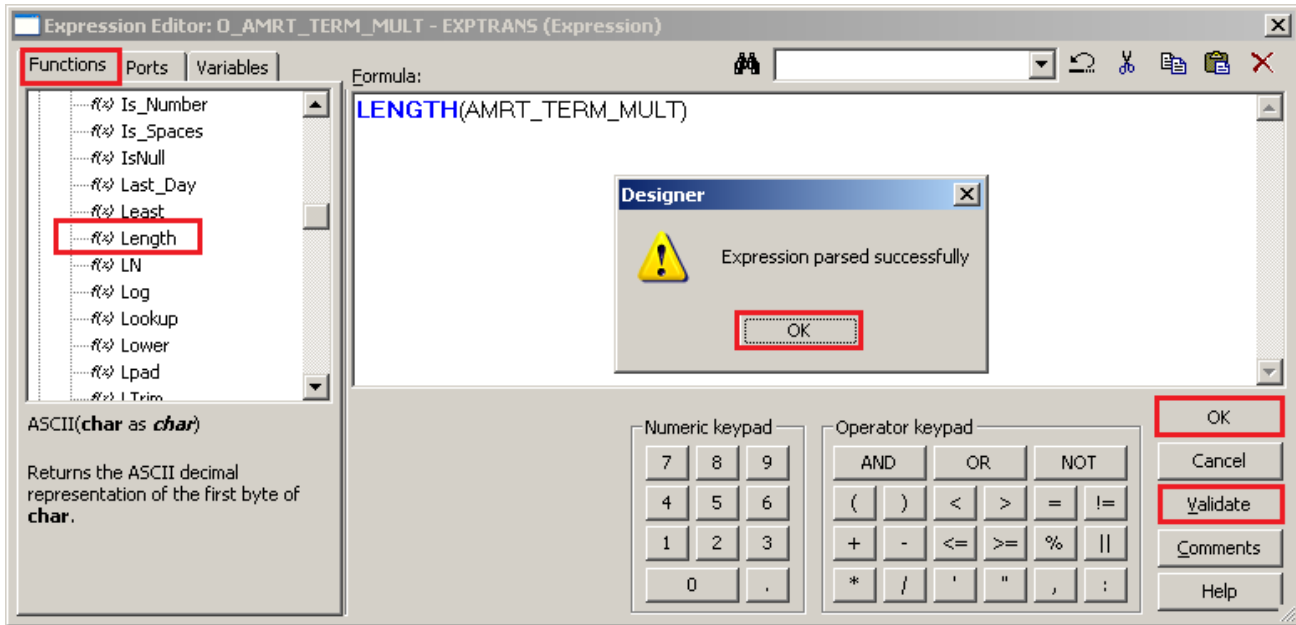 Expression Editor: O_AMRT_TERM_MULT - EXPTRANS (Expression)
Functions Ports Variables
Formula:
f(x) Is_Number
f(x) Is_Spaces
f(x) IsNull
f(x) Last_Day
f(x) Least
f(x) Length
f(x) LN
f(x) Log
f(x) Lookup
f(x) Lower
f(x) Lpad
f(x) LTrim
LENGTH(AMRT_TERM_MULT)
Designer
Expression parsed successfully
OK
ASCII(char as char)
Returns the ASCII decimal
representation of the first byte of
char.
Numeric keypad
7 8 9
4 5 6
1 2 3
0 .
Operator keypad
AND OR NOT
( ) < > = !=
+ - <= >= % ||
* / ' " , :
OK
Cancel
Validate
Comments
Help